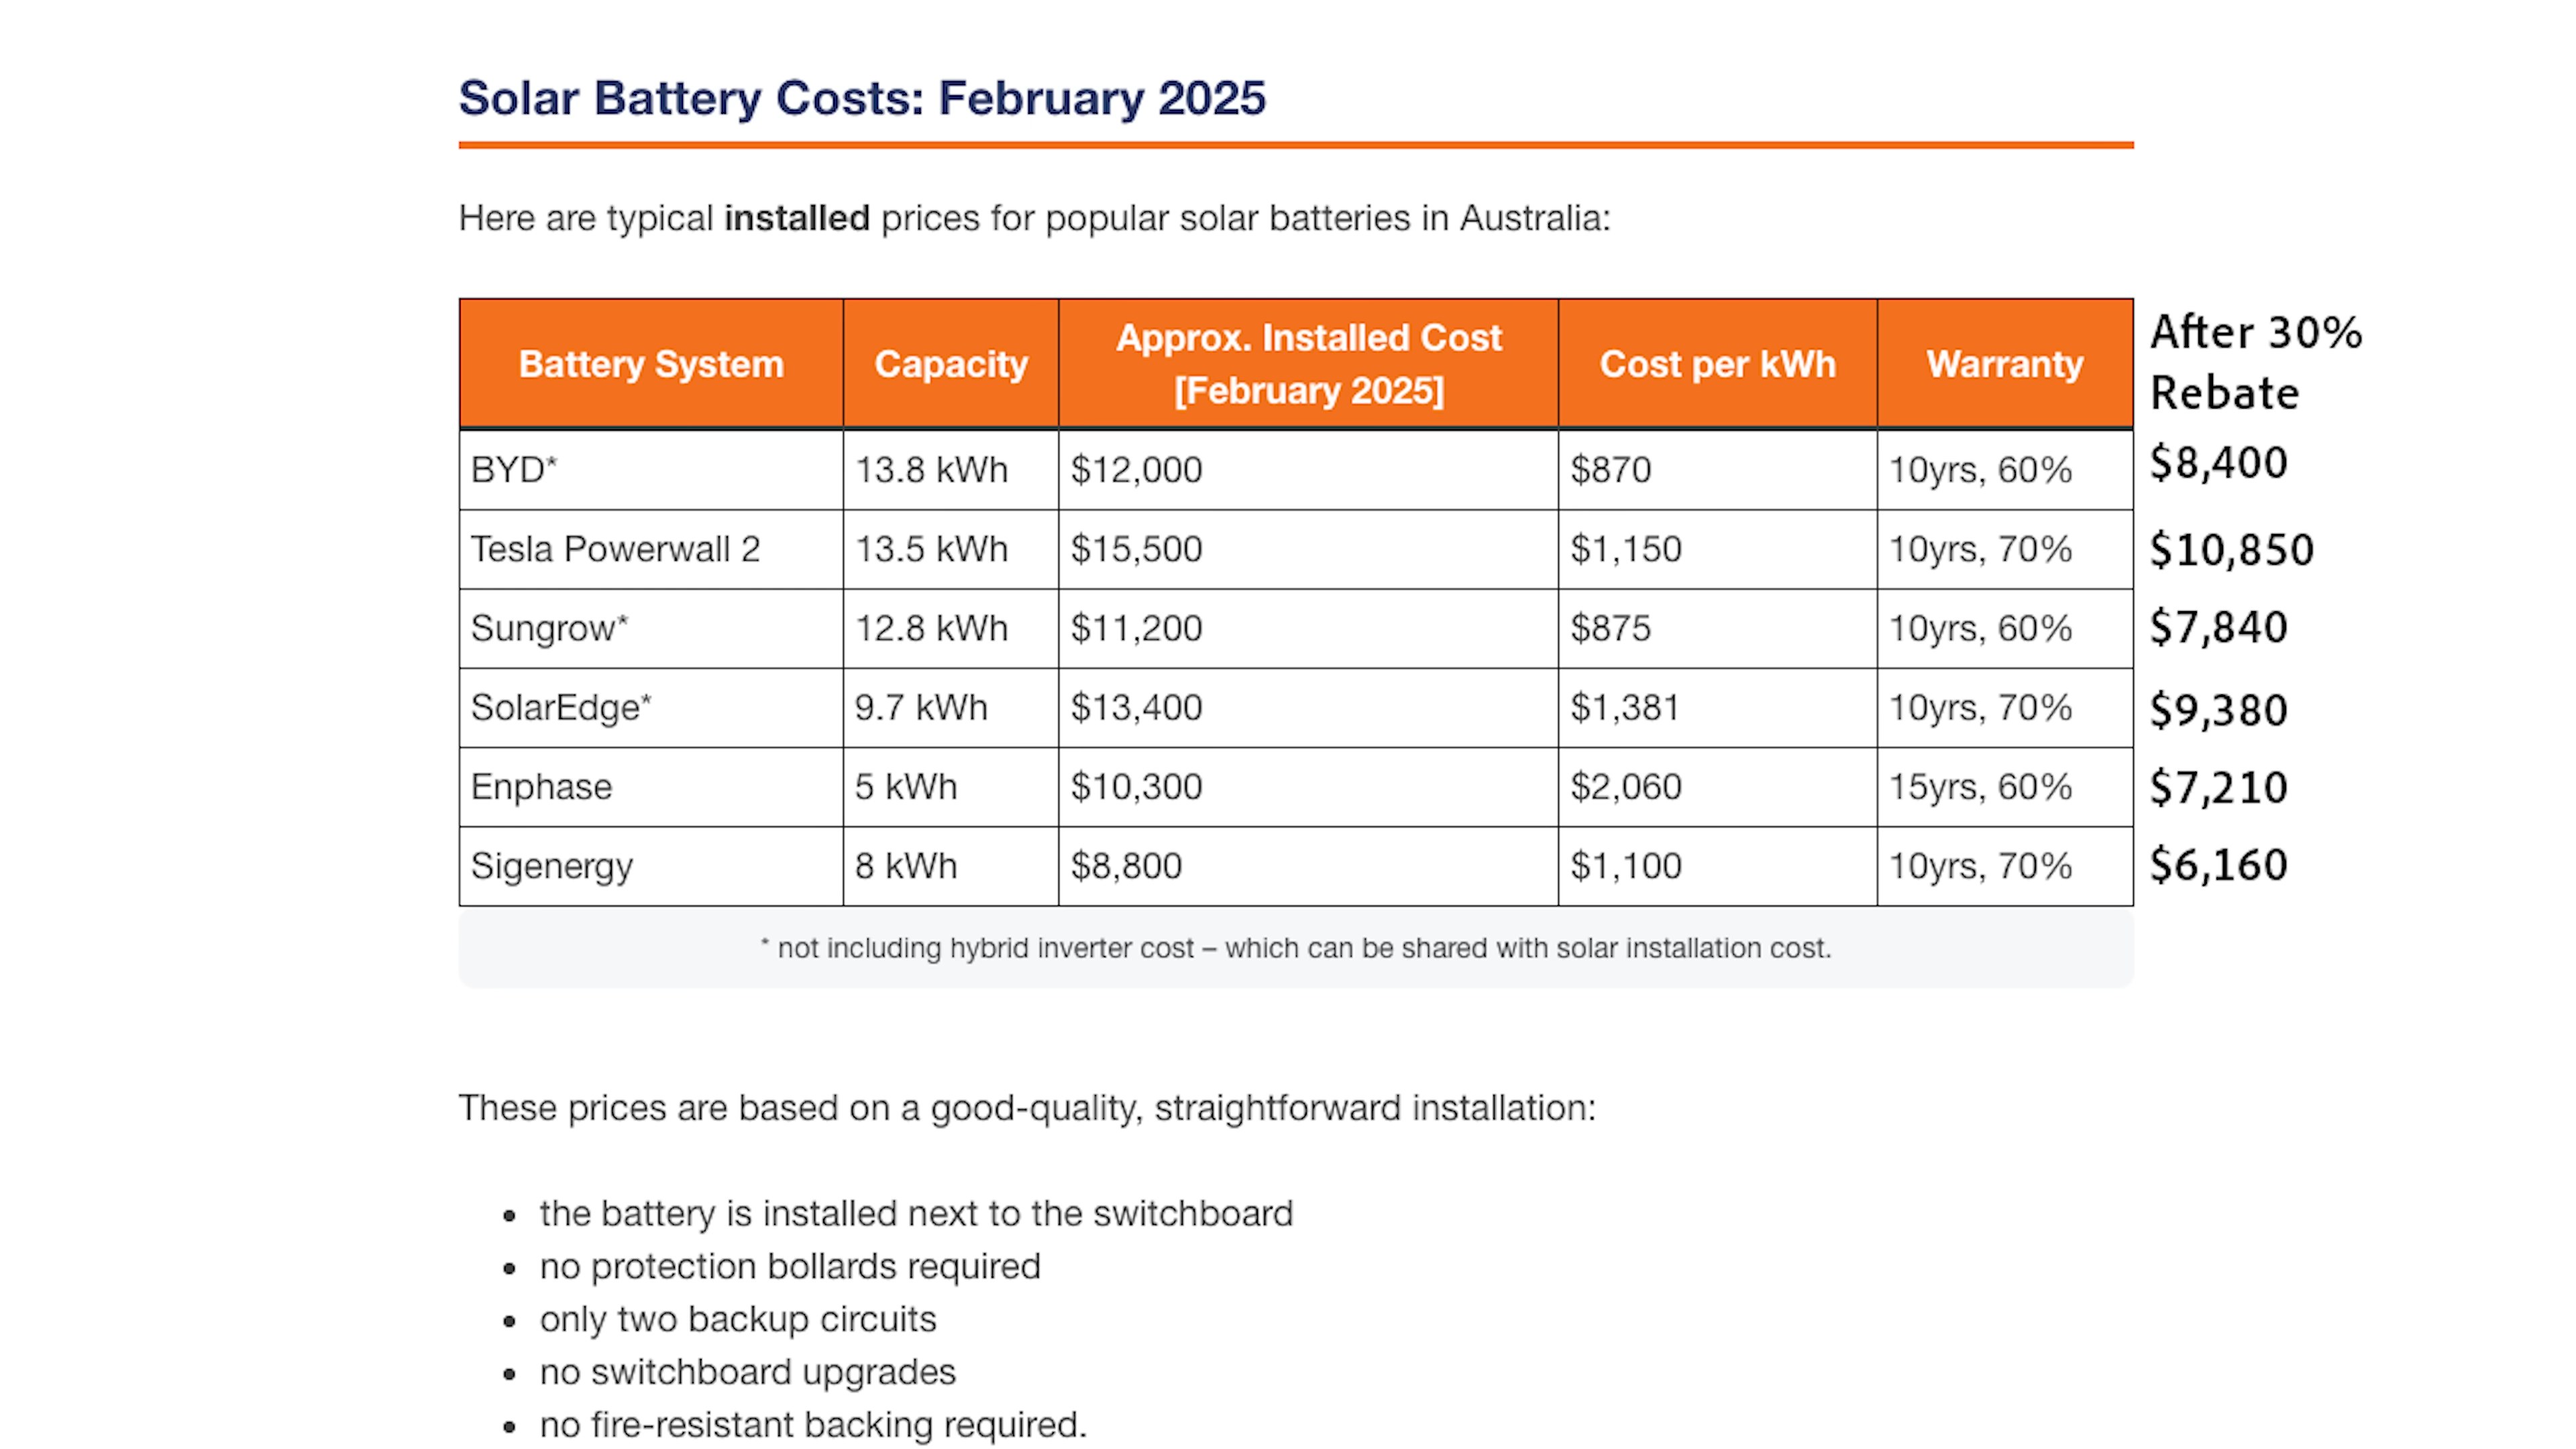 Solar Battery Costs: February 2025
Here are typical installed prices for popular solar batteries in Australia:
Battery System Capacity Approx. Installed Cost [February 2025] Cost per kWh Warranty After 30% Rebate
BYD* 13.8 kWh $12,000 $870 10yrs, 60% $8,400
Tesla Powerwall 2 13.5 kWh $15,500 $1,150 10yrs, 70% $10,850
Sungrow* 12.8 kWh $11,200 $875 10yrs, 60% $7,840
SolarEdge* 9.7 kWh $13,400 $1,381 10yrs, 70% $9,380
Enphase 5 kWh $10,300 $2,060 15yrs, 60% $7,210
Sigenergy 8 kWh $8,800 $1,100 10yrs, 70% $6,160
* not including hybrid inverter cost – which can be shared with solar installation cost.
These prices are based on a good-quality, straightforward installation:
• the battery is installed next to the switchboard
• no protection bollards required
• only two backup circuits
• no switchboard upgrades
• no fire-resistant backing required.